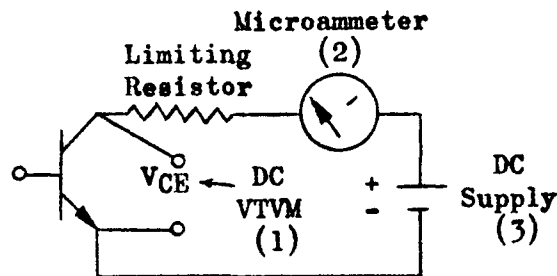 Microammeter
(2)
Limiting
Resistor
VCE
DC
VTVM
(1)
+
-
DC
Supply
(3)